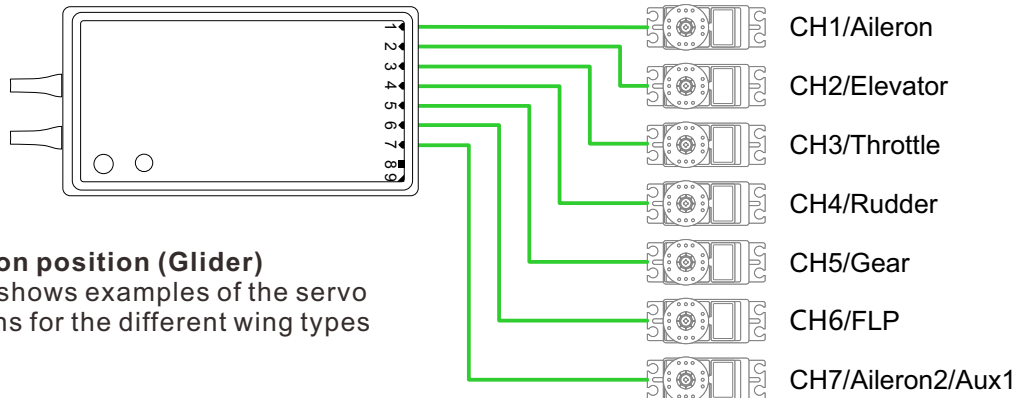 1
2
3
4
5
6
7
8
9
CH1/Aileron
CH2/Elevator
CH3/Throttle
CH4/Rudder
CH5/Gear
CH6/FLP
CH7/Aileron2/Aux1
on position (Glider)
shows examples of the servo
ns for the different wing types